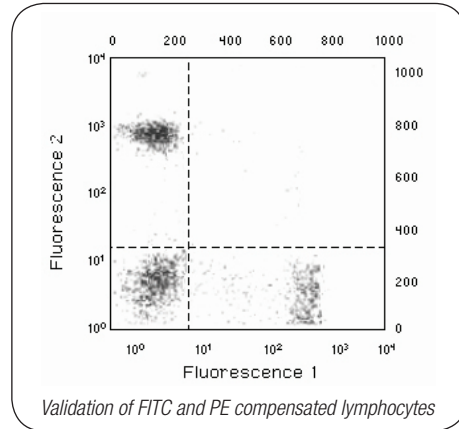 0 200 400 600 800 1000
10⁴
1000
10³
800
Fluorescence 2
600
10²
400
10¹
200
10⁰
0
10⁰ 10¹ 10² 10³ 10⁴
Fluorescence 1
Validation of FITC and PE compensated lymphocytes